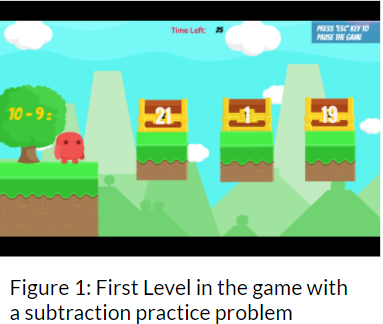 Time Left: 25
PRESS "ESC" KEY TO
PAUSE THE GAME
10 - 9 =
21
1
19
Figure 1: First Level in the game with
a subtraction practice problem